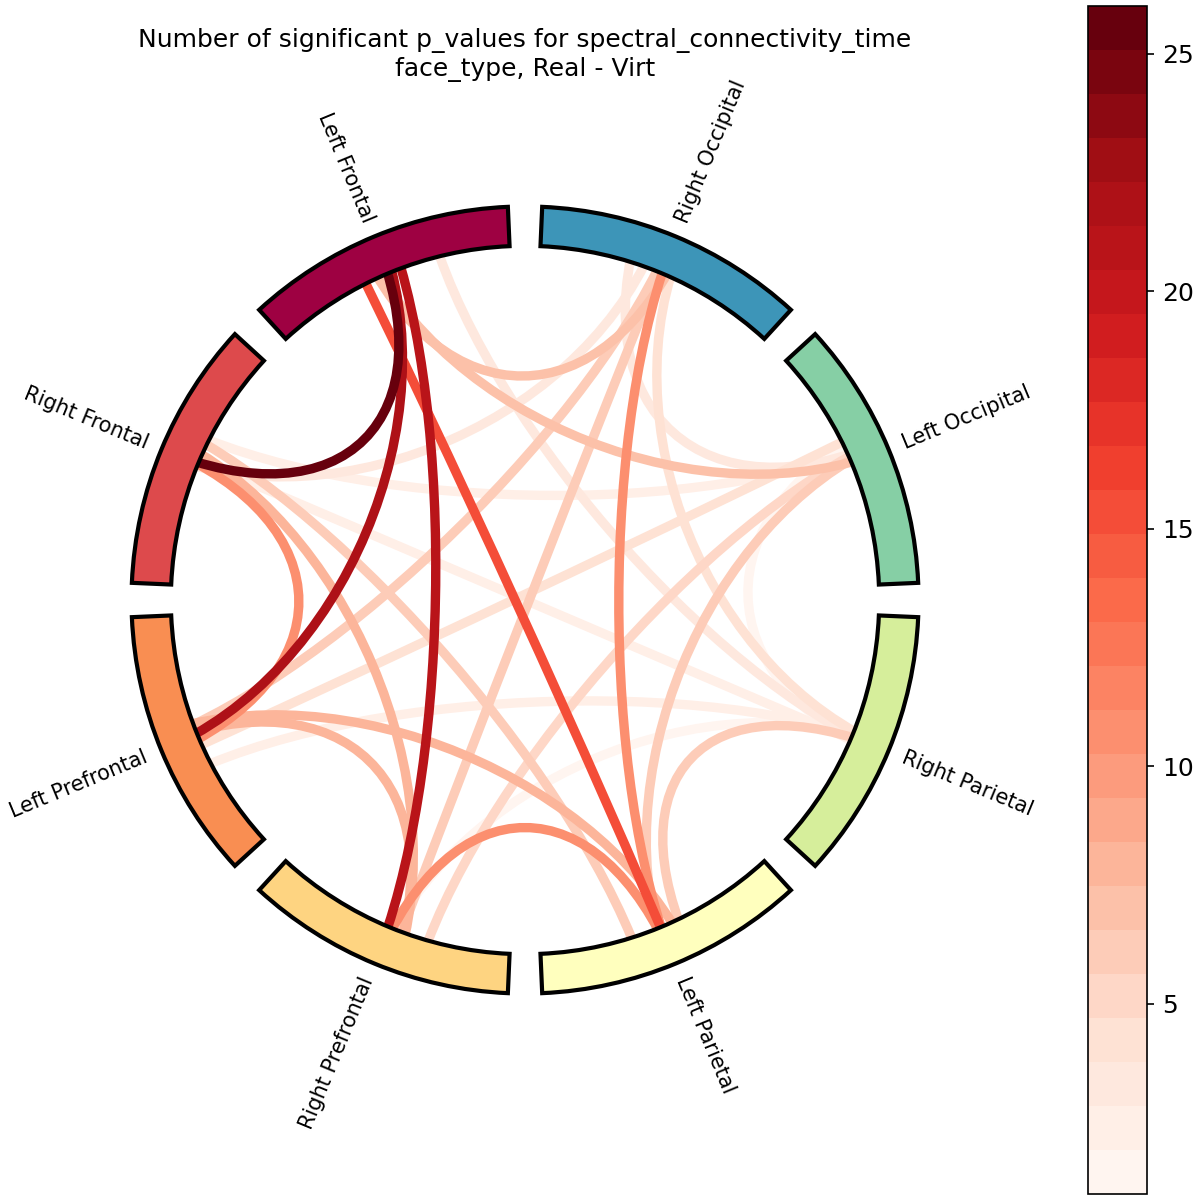 Number of significant p_values for spectral_connectivity_time
face_type, Real - Virt
Left Frontal
Right Occipital
Right Frontal
Left Occipital
Left Prefrontal
Right Parietal
Right Prefrontal
Left Parietal
25
20
15
10
5